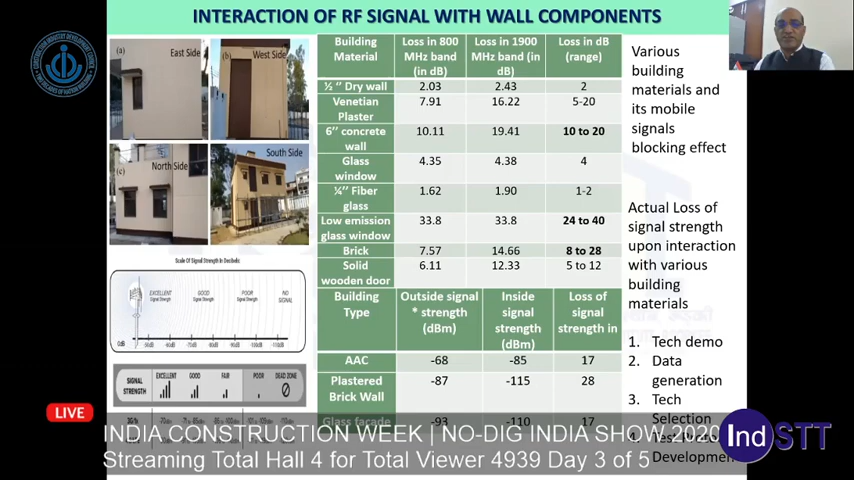 INTERACTION OF RF SIGNAL WITH WALL COMPONENTS
(a)
East Side
(b)
West Side
(c)
North Side
South Side
Scale Of Signal Strength in Decibels
EXCELLENT
Signal Strength
GOOD
Signal Strength
POOR
Signal Strength
NO
SIGNAL
0dB
SIGNAL
STRENGTH
EXCELLENT
GOOD
FAIR
POOR
DEAD ZONE
Building Material | Loss in 800 MHz band (in dB) | Loss in 1900 MHz band (in dB) | Loss in dB (range)
½ '' Dry wall 2.03 2.43 2
Venetian Plaster 7.91 16.22 5-20
6'' concrete wall 10.11 19.41 10 to 20
Glass window 4.35 4.38 4
¼'' Fiber glass 1.62 1.90 1-2
Low emission glass window 33.8 33.8 24 to 40
Brick 7.57 14.66 8 to 28
Solid wooden door 6.11 12.33 5 to 12
Building Type | Outside signal * strength (dBm) | Inside signal strength (dBm) | Loss of signal strength in
AAC -68 -85 17
Plastered Brick Wall -87 -115 28
Glass facade -93 -110 17
Various
building
materials and
its mobile
signals
blocking effect
Actual Loss of
signal strength
upon interaction
with various
building
materials
1. Tech demo
2. Data
generation
3. Tech
Selection
LIVE
INDIA CONSTRUCTION WEEK | NO-DIG INDIA SHOW 2020
Streaming Total Hall 4 for Total Viewer 4939 Day 3 of 5
Ind STT